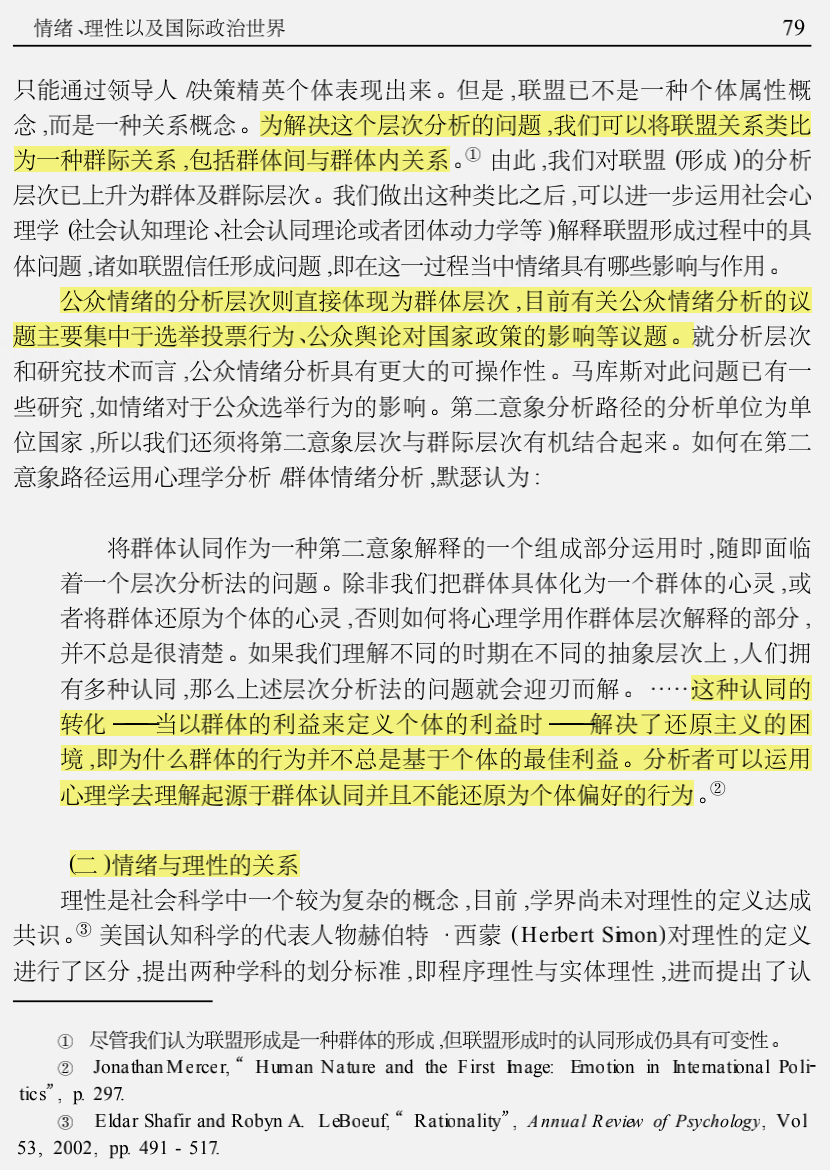 情绪、理性以及国际政治世界 79
只能通过领导人 /决策精英个体表现出来。但是 ,联盟已不是一种个体属性概
念 ,而是一种关系概念。为解决这个层次分析的问题 ,我们可以将联盟关系类比
为一种群际关系 ,包括群体间与群体内关系。① 由此 ,我们对联盟 (形成 )的分析
层次已上升为群体及群际层次。我们做出这种类比之后 ,可以进一步运用社会心
理学 (社会认知理论、社会认同理论或者团体动力学等 )解释联盟形成过程中的具
体问题 ,诸如联盟信任形成问题 ,即在这一过程当中情绪具有哪些影响与作用。
公众情绪的分析层次则直接体现为群体层次 ,目前有关公众情绪分析的议
题主要集中于选举投票行为、公众舆论对国家政策的影响等议题。就分析层次
和研究技术而言 ,公众情绪分析具有更大的可操作性。马库斯对此问题已有一
些研究 ,如情绪对于公众选举行为的影响。第二意象分析路径的分析单位为单
位国家 ,所以我们还须将第二意象层次与群际层次有机结合起来。如何在第二
意象路径运用心理学分析 /群体情绪分析 ,默瑟认为 :
将群体认同作为一种第二意象解释的一个组成部分运用时 ,随即面临
着一个层次分析法的问题。除非我们把群体具体化为一个群体的心灵 ,或
者将群体还原为个体的心灵 ,否则如何将心理学用作群体层次解释的部分 ,
并不总是很清楚。如果我们理解不同的时期在不同的抽象层次上 ,人们拥
有多种认同 ,那么上述层次分析法的问题就会迎刃而解。 ……这种认同的
转化 ——当以群体的利益来定义个体的利益时 ——解决了还原主义的困
境 ,即为什么群体的行为并不总是基于个体的最佳利益。分析者可以运用
心理学去理解起源于群体认同并且不能还原为个体偏好的行为。②
(二 )情绪与理性的关系
理性是社会科学中一个较为复杂的概念 ,目前 ,学界尚未对理性的定义达成
共识。③ 美国认知科学的代表人物赫伯特 ·西蒙 (Herbert Simon)对理性的定义
进行了区分 ,提出两种学科的划分标准 ,即程序理性与实体理性 ,进而提出了认
① 尽管我们认为联盟形成是一种群体的形成 ,但联盟形成时的认同形成仍具有可变性。
② Jonathan Mercer, “Human Nature and the First Image: Emotion in International Poli-
tics”, p. 297.
③ Eldar Shafir and Robyn A. LeBoeuf, “Rationality”, Annual Review of Psychology, Vol
53, 2002, pp. 491 - 517.